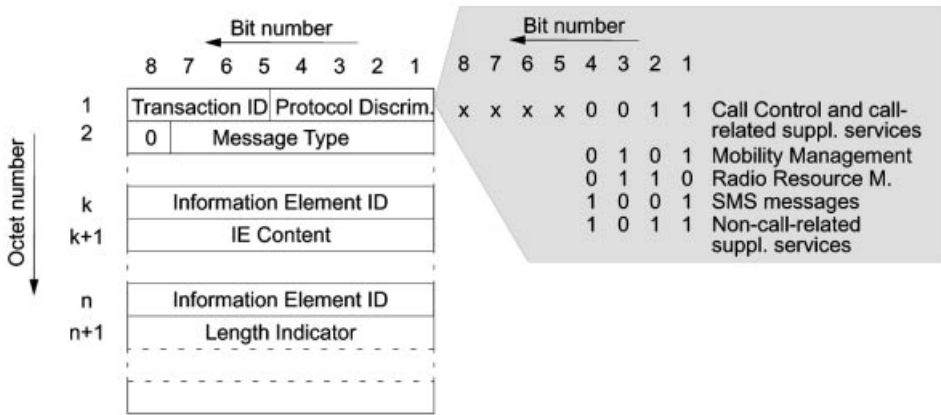 Bit number
Bit number
8 7 6 5 4 3 2 1
8 7 6 5 4 3 2 1
1
Transaction ID
Protocol Discrim.
x x x x 0 0 1 1
Call Control and call-
related suppl. services
2
0
Message Type
0 1 0 1
Mobility Management
0 1 1 0
Radio Resource M.
1 0 0 1
SMS messages
1 0 1 1
Non-call-related
suppl. services
Octet number
k
Information Element ID
k+1
IE Content
n
Information Element ID
n+1
Length Indicator